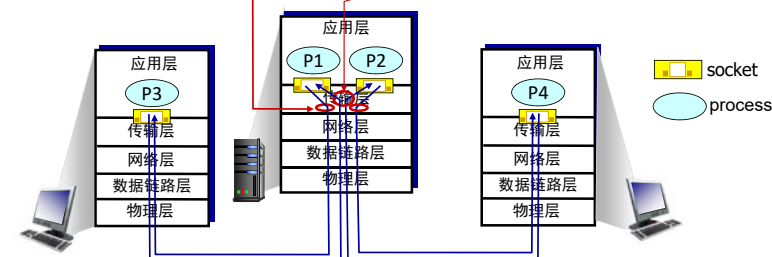 应用层
P3
传输层
网络层
数据链路层
物理层
应用层
P1
P2
传输层
网络层
数据链路层
物理层
应用层
P4
传输层
网络层
数据链路层
物理层
socket
process